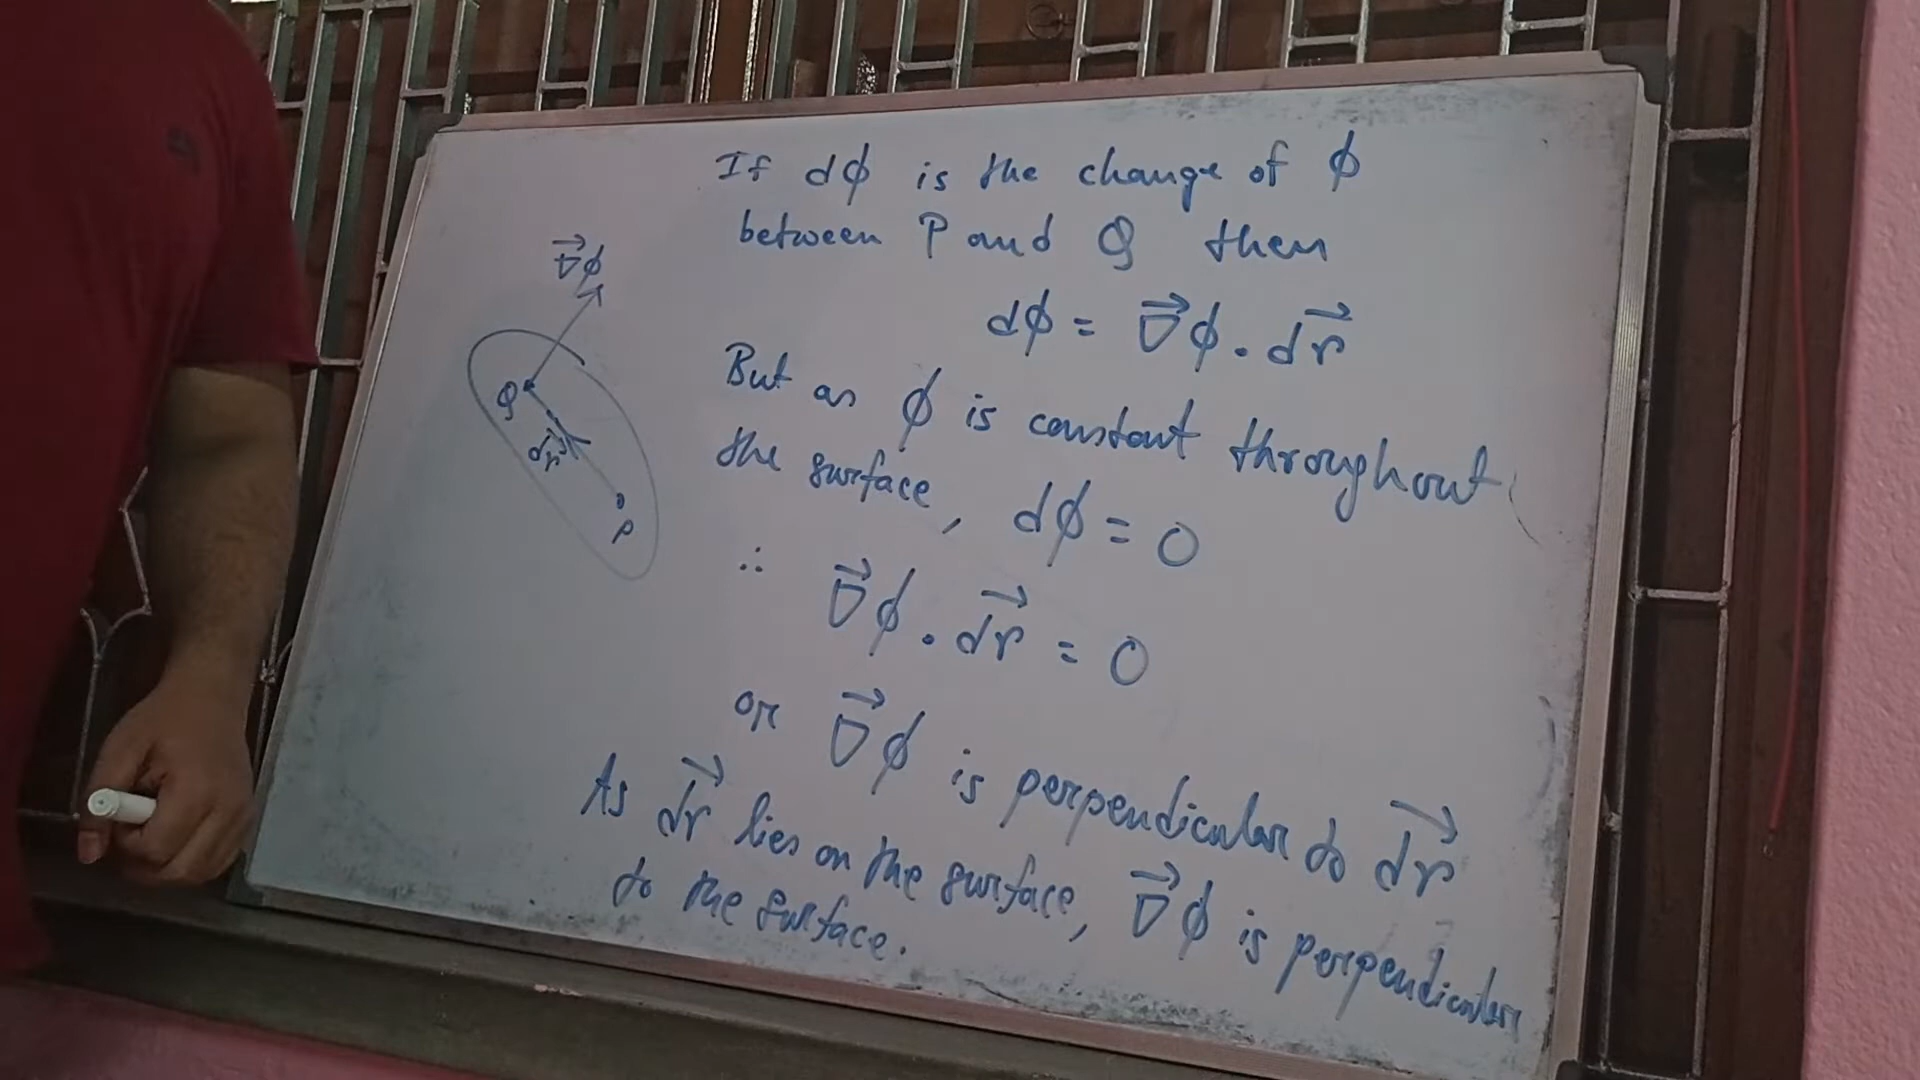 If dϕ is the change of ϕ
between P and Q then
dϕ = ∇⃗ϕ . dr⃗
But as ϕ is constant throughout
the surface, dϕ = 0
∴ ∇⃗ϕ . dr⃗ = 0
or ∇⃗ϕ is perpendicular to dr⃗
As dr⃗ lies on the surface, ∇⃗ϕ is perpendicular
to the surface.
∇⃗ϕ
Q
dr⃗
P